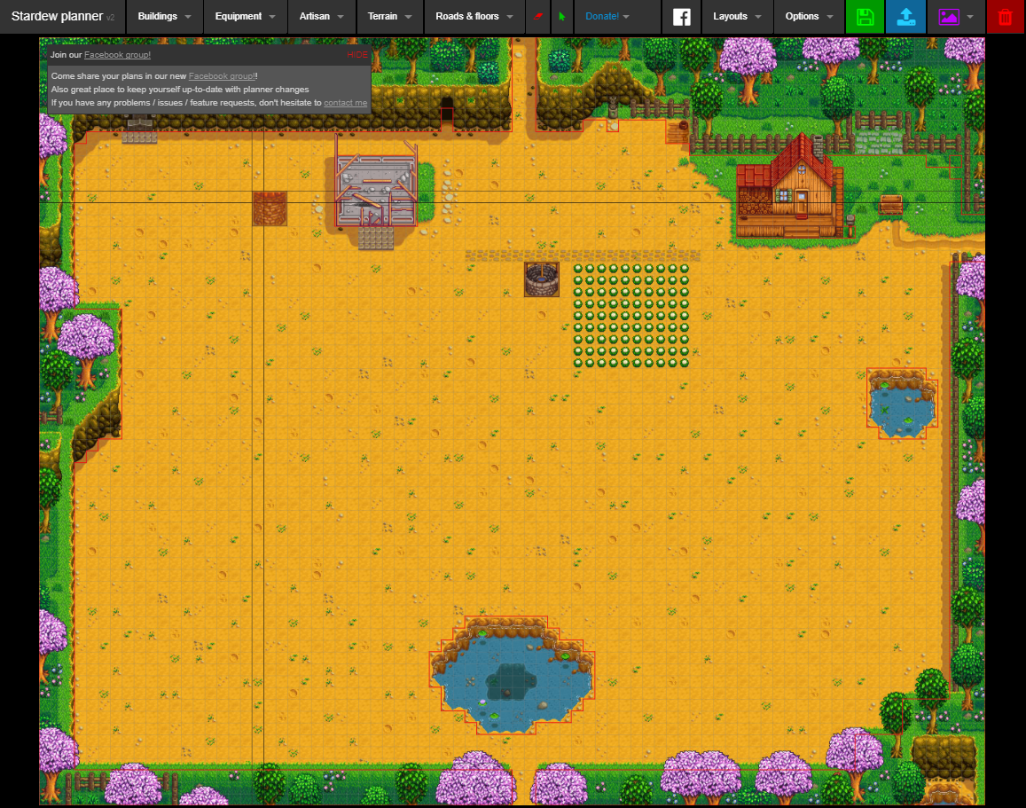 Stardew planner v2
Buildings
Equipment
Artisan
Terrain
Roads & floors
Donate!
Layouts
Options
Join our Facebook group!
HIDE
Come share your plans in our new Facebook group!!
Also great place to keep yourself up-to-date with planner changes
If you have any problems / issues / feature requests, don't hesitate to contact me